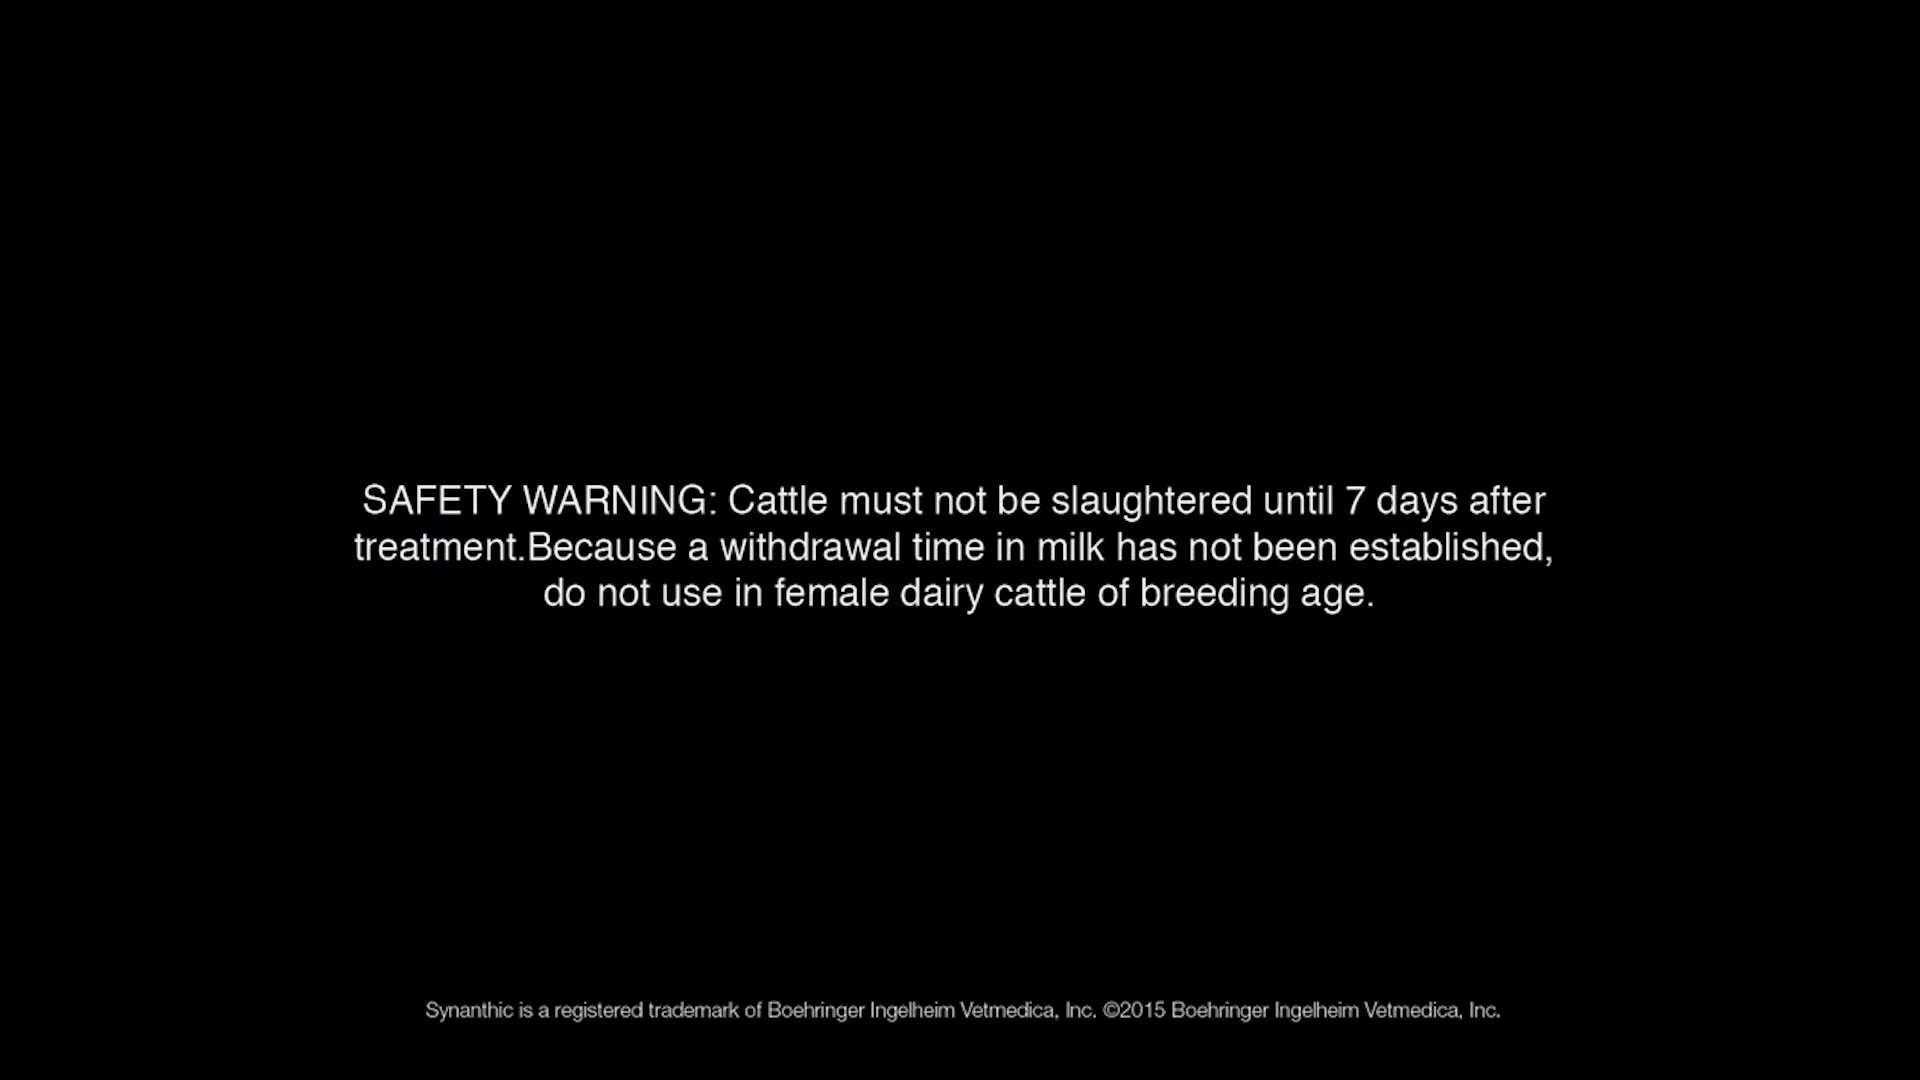 SAFETY WARNING: Cattle must not be slaughtered until 7 days after
treatment.Because a withdrawal time in milk has not been established,
do not use in female dairy cattle of breeding age.
Synanthic is a registered trademark of Boehringer Ingelheim Vetmedica, Inc. ©2015 Boehringer Ingelheim Vetmedica, Inc.